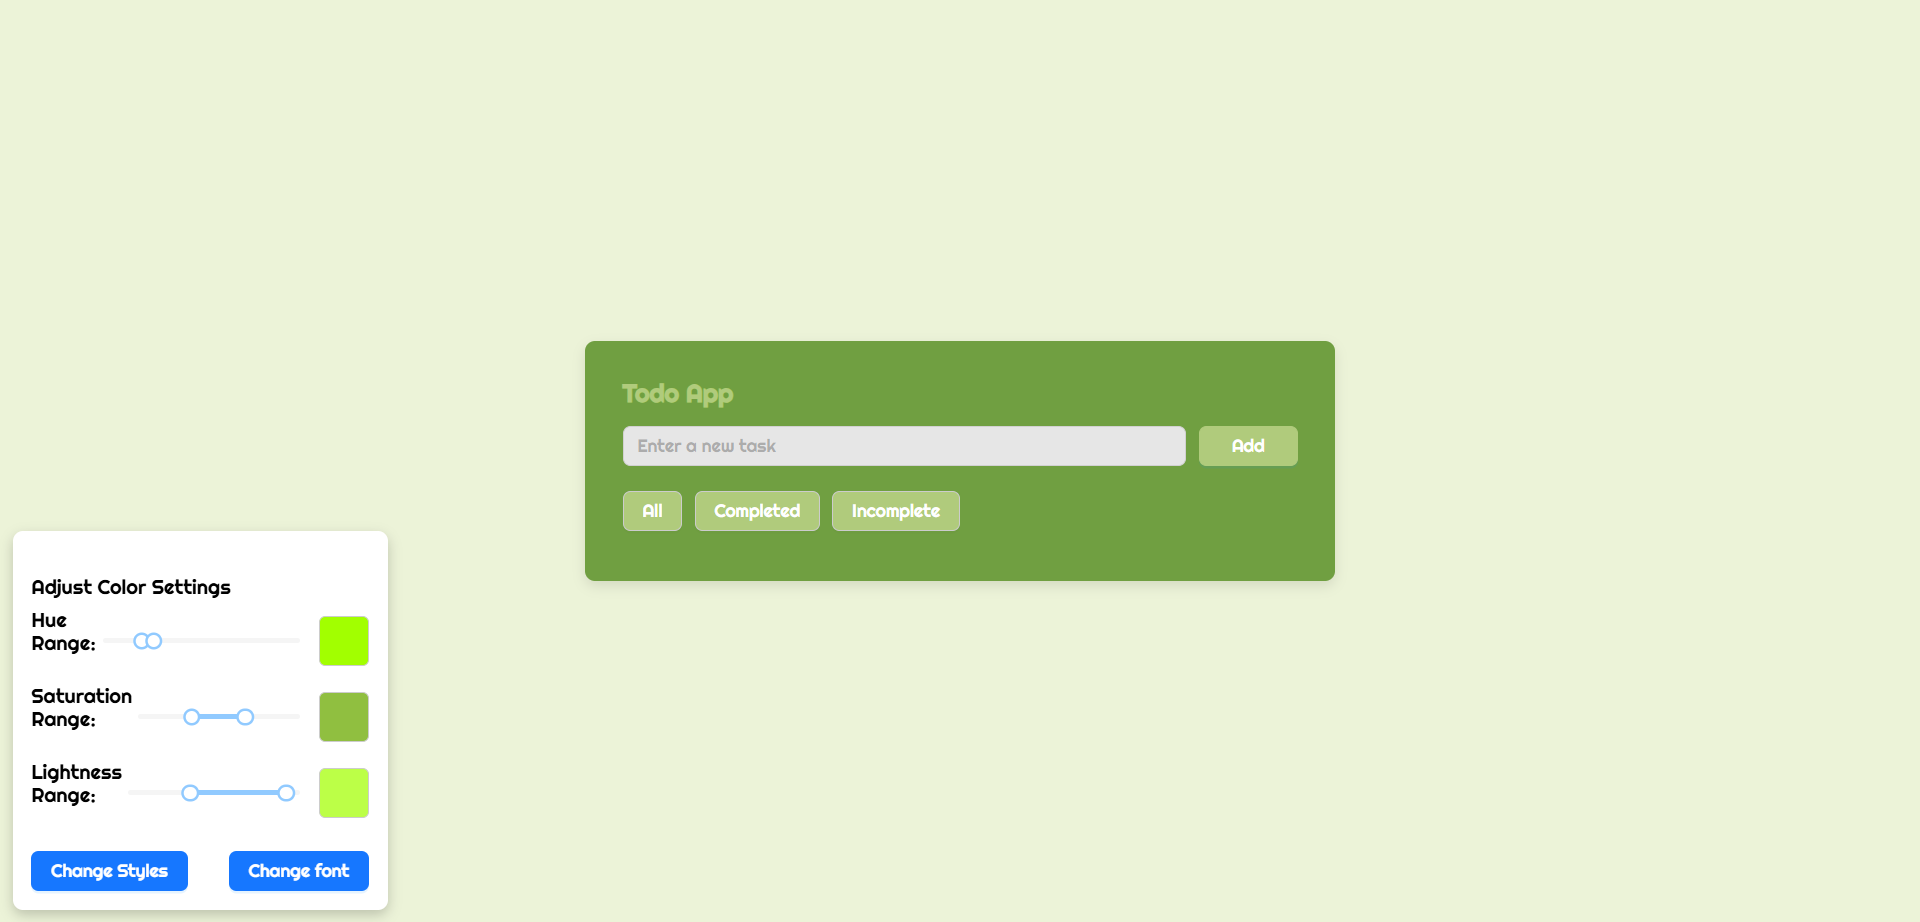 Todo App
Enter a new task
Add
All Completed Incomplete
Adjust Color Settings
Hue
Range:
Saturation
Range:
Lightness
Range:
Change Styles Change font